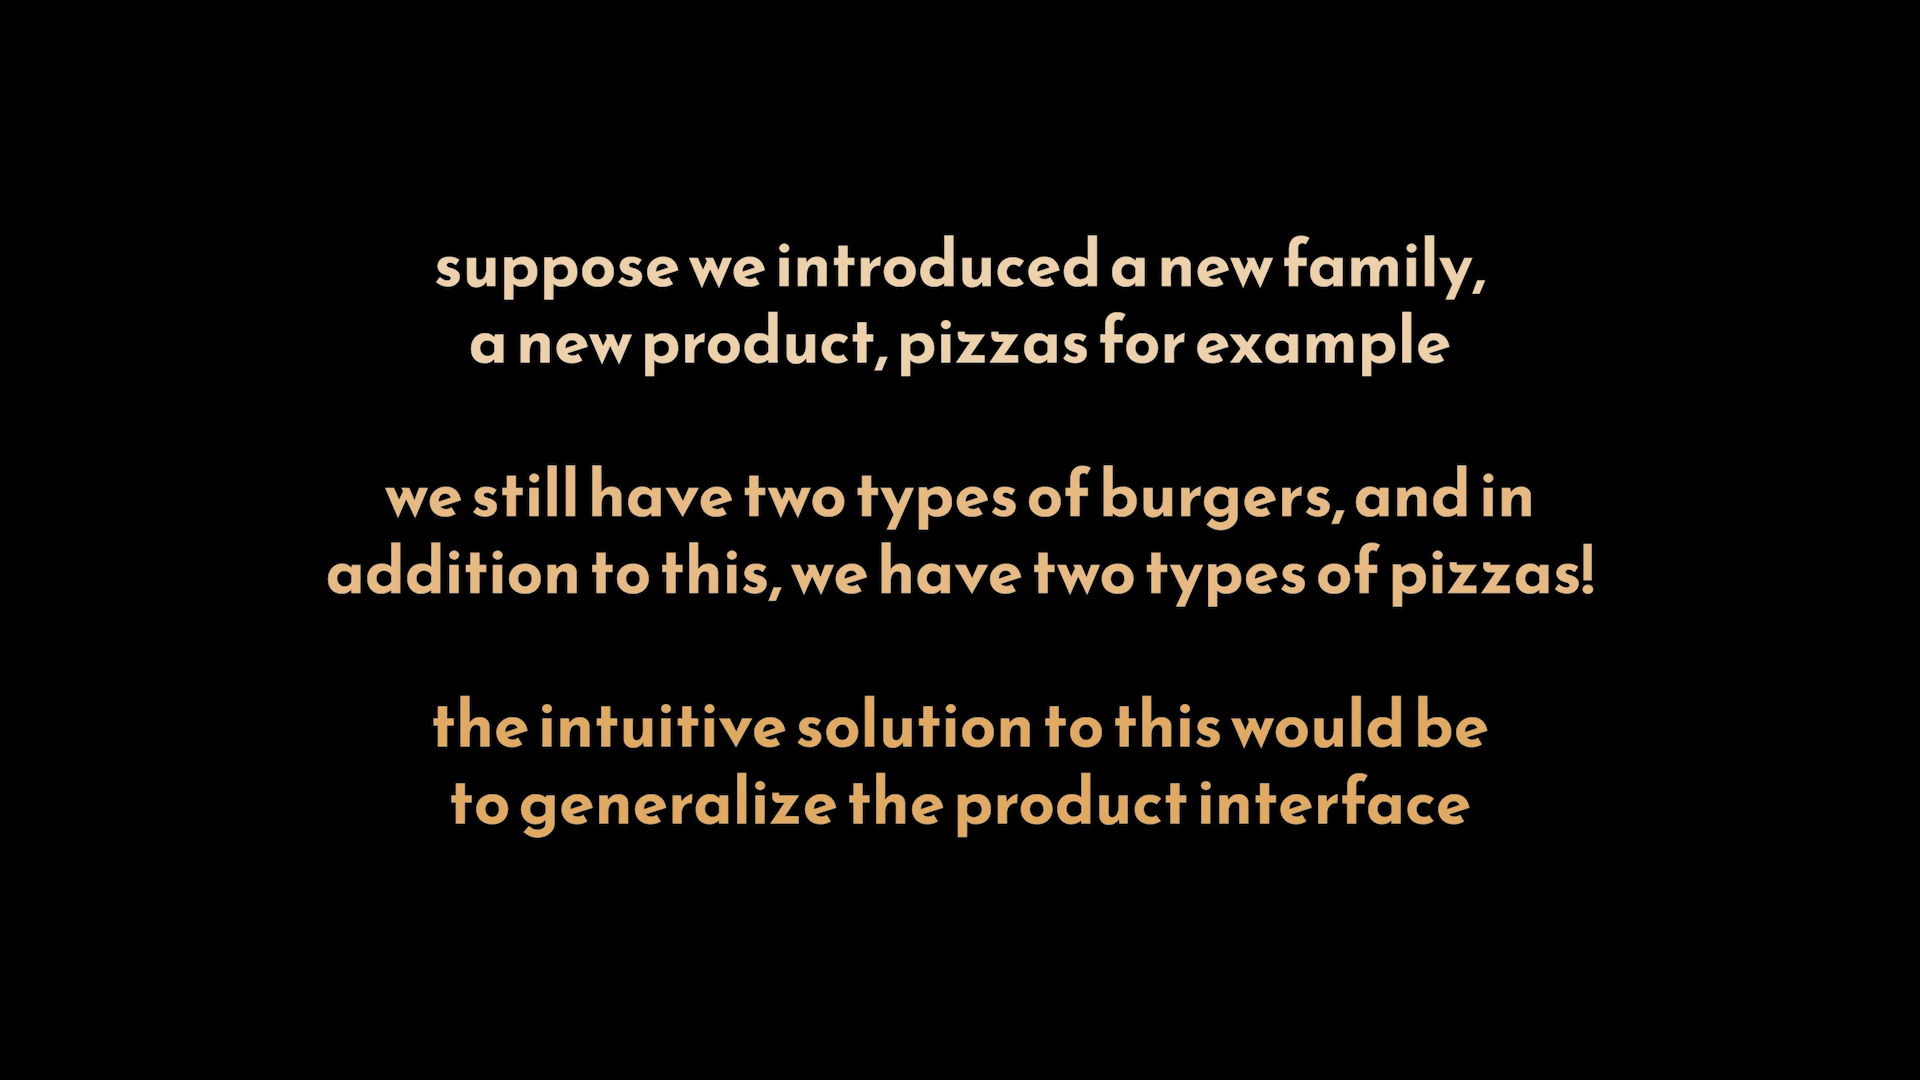 suppose we introduced a new family,
a new product, pizzas for example
we still have two types of burgers, and in
addition to this, we have two types of pizzas!
the intuitive solution to this would be
to generalize the product interface